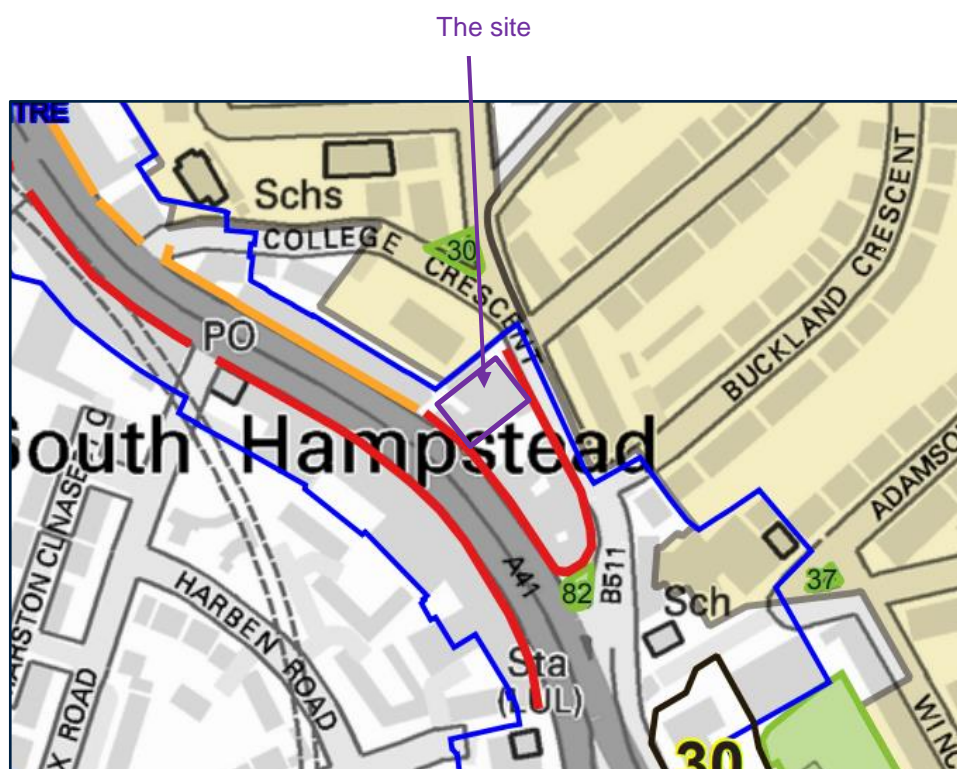 The site
TRE
Schs
COLLEGE
CRESCENT
30
BUCKLAND CRESCENT
PO
South Hampstead
ADAMSO
A41
B511
82
37
Sch
HARBEN ROAD
Sta
(LUL)
X ROAD
30